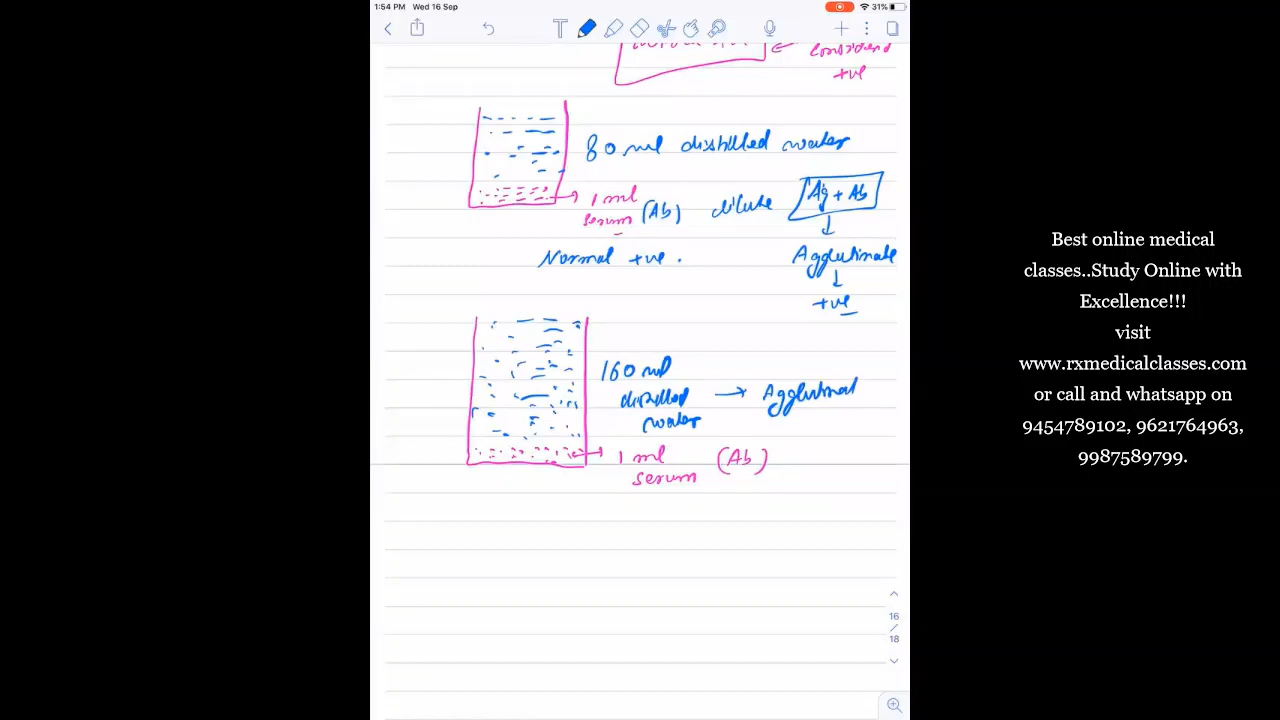 1:54 PM Wed 16 Sep
31%
Considered
+ve
80 ml distilled water
1 ml
serum (Ab) dilute Ag + Ab
Normal +ve. Agglutinate
+ve
160 ml
distilled
water → Agglutinat
1 ml (Ab)
serum
16
/
18
Best online medical
classes..Study Online with
Excellence!!!
visit
www.rxmedicalclasses.com
or call and whatsapp on
9454789102, 9621764963,
9987589799.